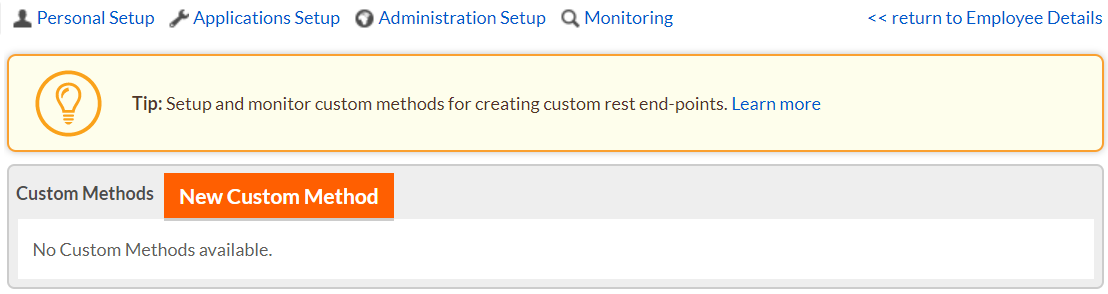 Personal Setup Applications Setup Administration Setup Monitoring << return to Employee Details
Tip: Setup and monitor custom methods for creating custom rest end-points. Learn more
Custom Methods New Custom Method
No Custom Methods available.